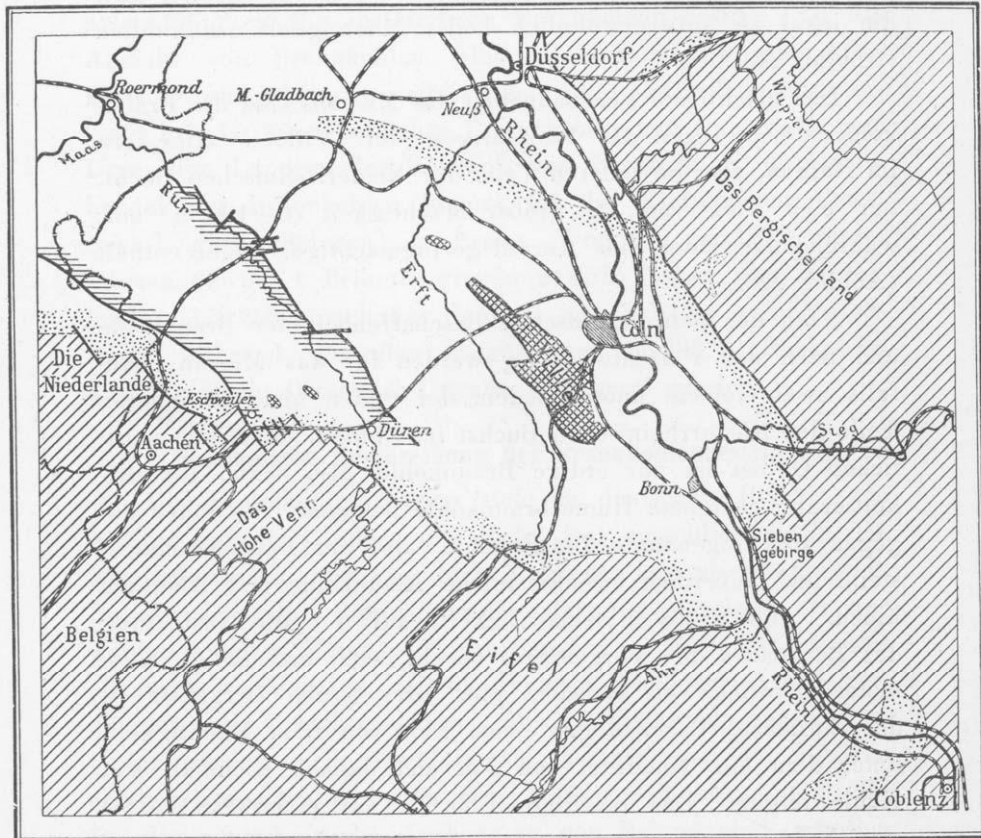 Düsseldorf
Roermond
M.-Gladbach
Neuß
Wupper
Maas
Rhein
Rur
Das Bergische Land
Erft
Cöln
Die
Niederlande
Eschweiler
Aachen
Düren
Sieg
Bonn
Das
Hohe Venn
Sieben
gebirge
Belgien
Eifel
Ahr
Rhein
Coblenz